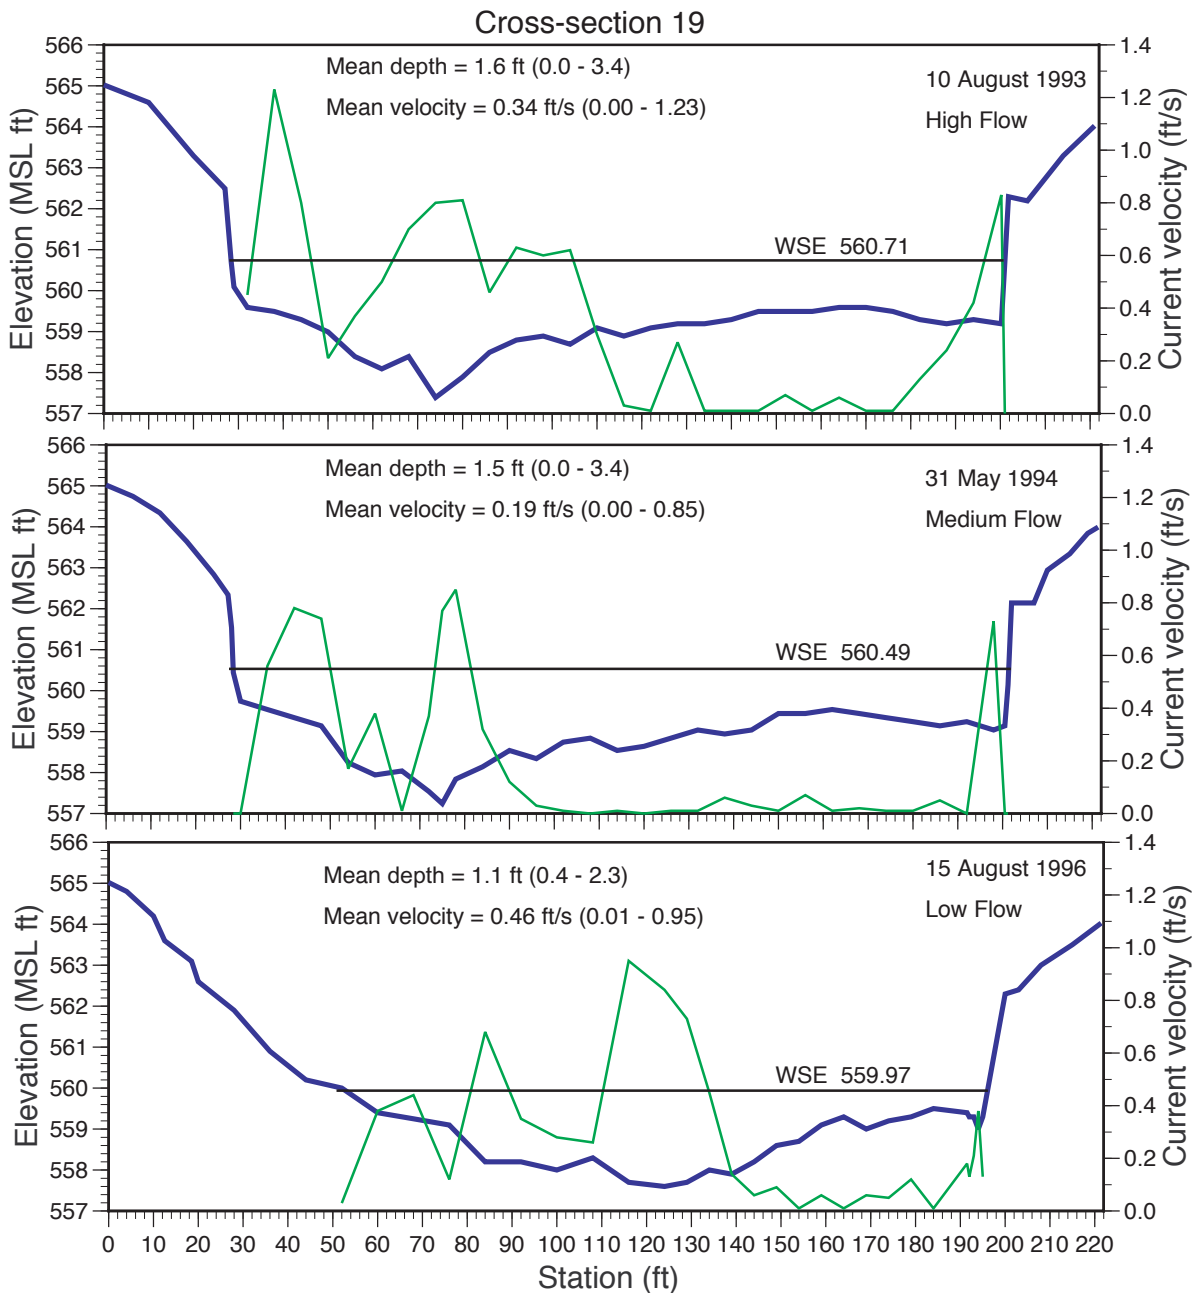 Cross-section 19
566
565
564
563
562
561
560
559
558
557
Elevation (MSL ft)
Mean depth = 1.6 ft (0.0 - 3.4)
Mean velocity = 0.34 ft/s (0.00 - 1.23)
10 August 1993
High Flow
WSE 560.71
1.4
1.2
1.0
0.8
0.6
0.4
0.2
0.0
Current velocity (ft/s)
566
565
564
563
562
561
560
559
558
557
Elevation (MSL ft)
Mean depth = 1.5 ft (0.0 - 3.4)
Mean velocity = 0.19 ft/s (0.00 - 0.85)
31 May 1994
Medium Flow
WSE 560.49
1.4
1.2
1.0
0.8
0.6
0.4
0.2
0.0
Current velocity (ft/s)
566
565
564
563
562
561
560
559
558
557
Elevation (MSL ft)
Mean depth = 1.1 ft (0.4 - 2.3)
Mean velocity = 0.46 ft/s (0.01 - 0.95)
15 August 1996
Low Flow
WSE 559.97
1.4
1.2
1.0
0.8
0.6
0.4
0.2
0.0
Current velocity (ft/s)
0 10 20 30 40 50 60 70 80 90 100 110 120 130 140 150 160 170 180 190 200 210 220
Station (ft)